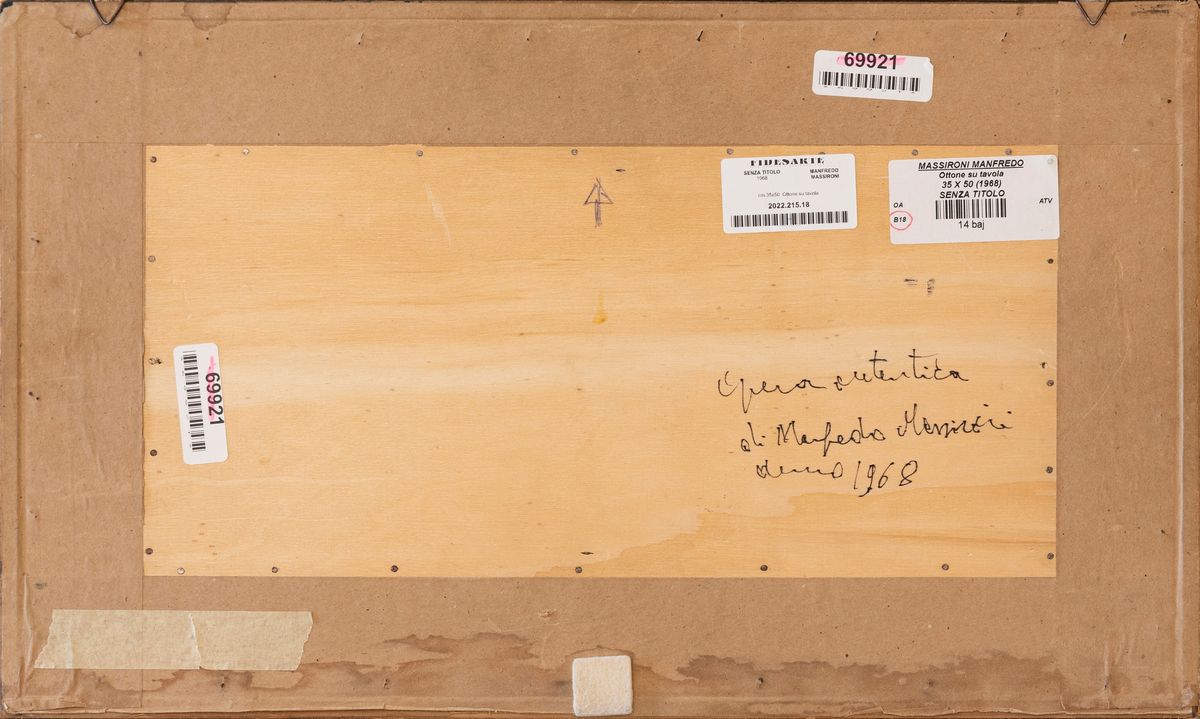 69921
FIDESARTE
SENZA TITOLO MANFREDO
1968 MASSIRONI
cm.35x50 Ottone su tavola
2022.215.18
MASSIRONI MANFREDO
Ottone su tavola
35 X 50 (1968)
SENZA TITOLO
OA ATV
B18
14 baj
69921
Opera autentica
di Manfredo Massironi
anno 1968